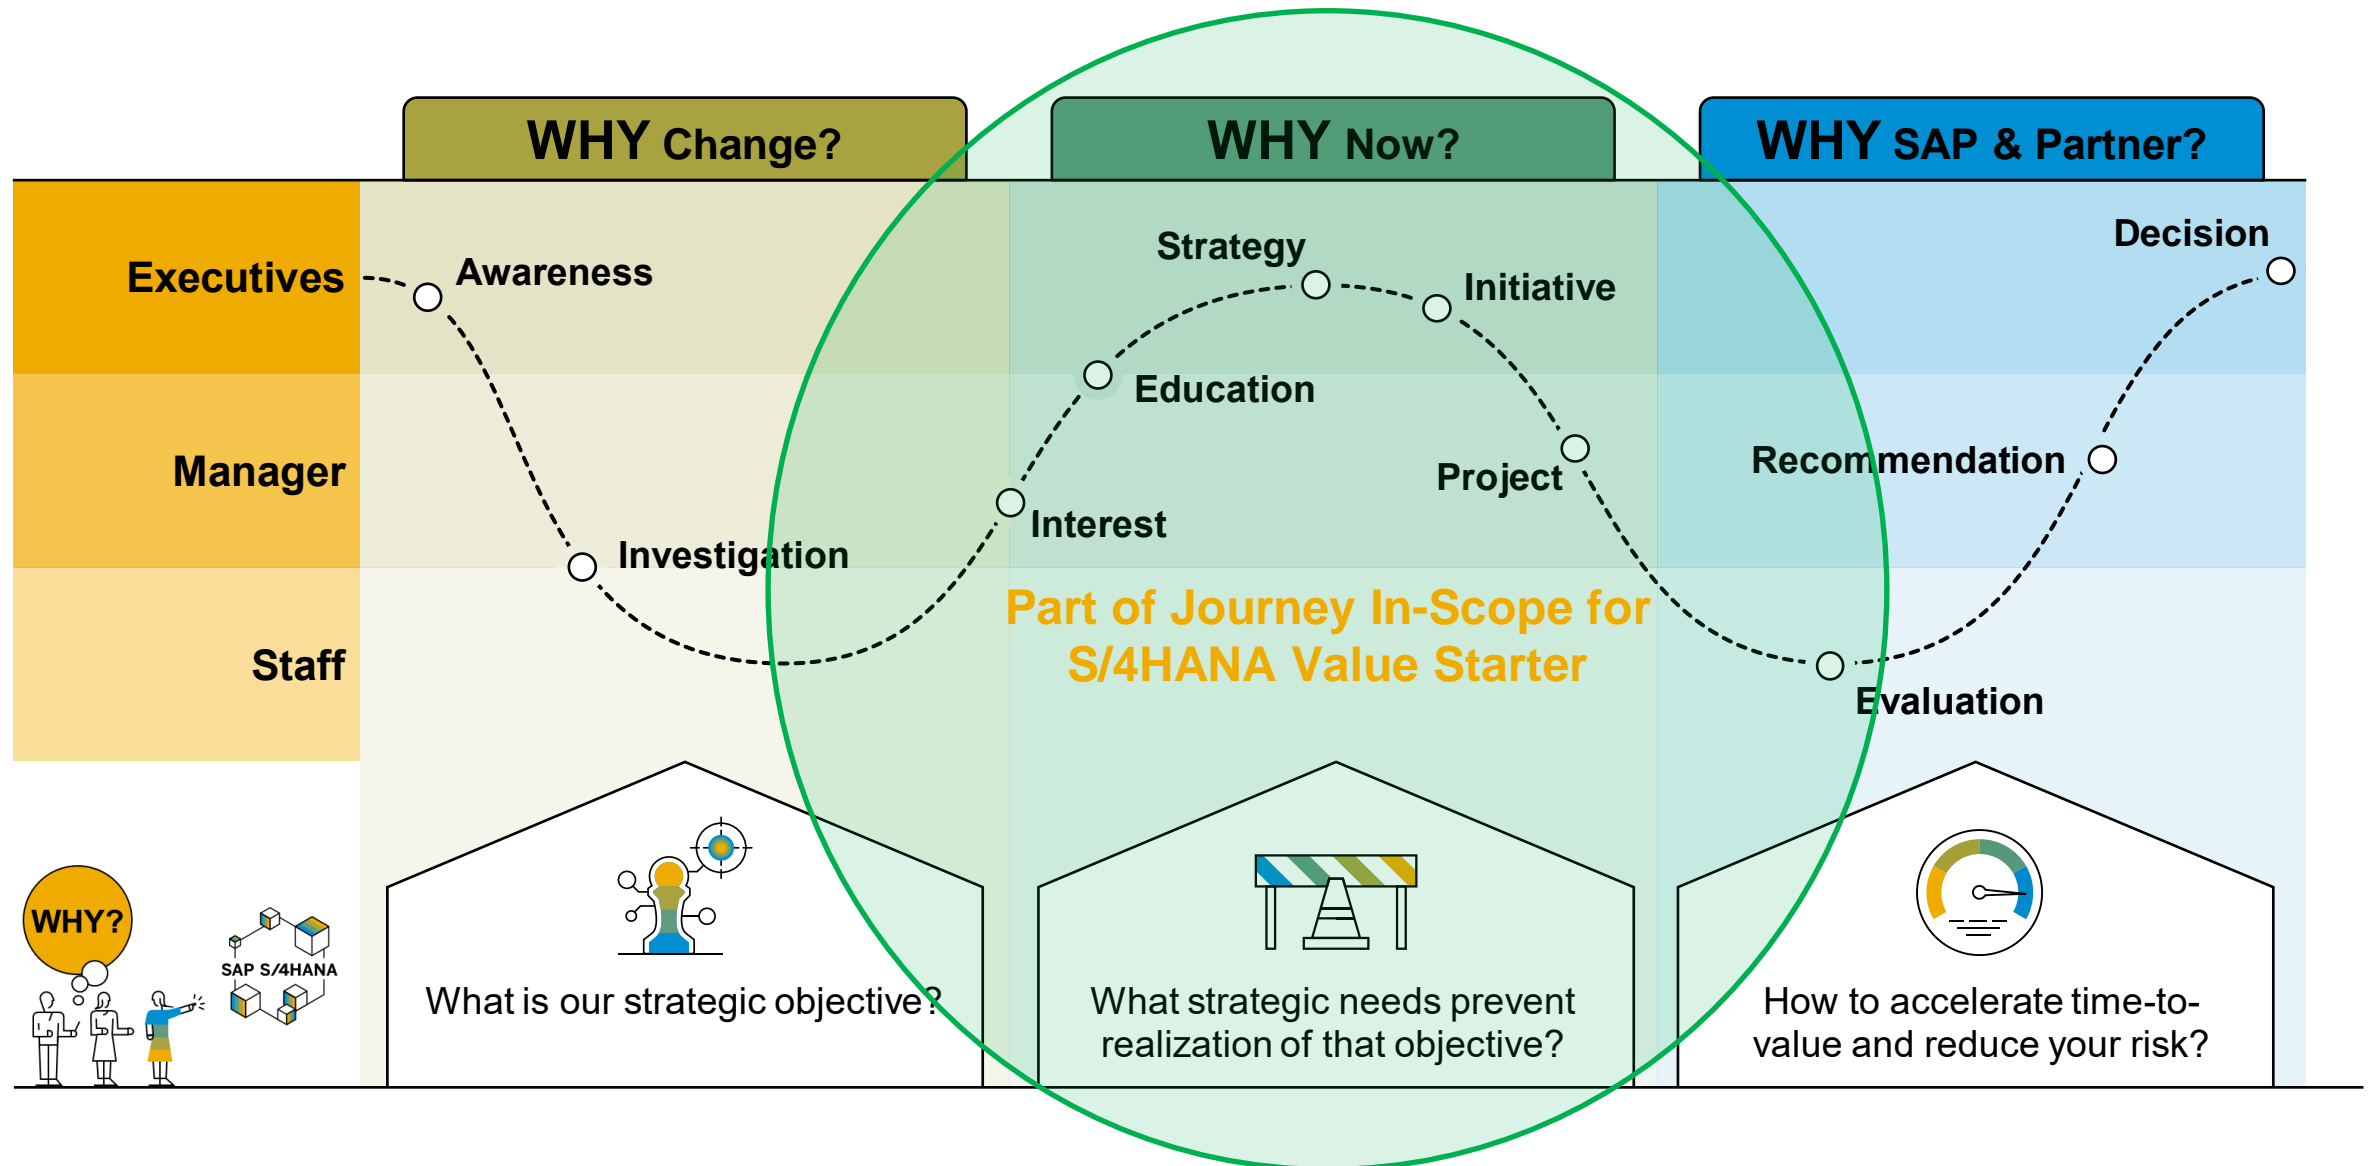 WHY Change?
WHY Now?
WHY SAP & Partner?
Executives
Awareness
Strategy
Initiative
Decision
Education
Manager
Project
Recommendation
Interest
Investigation
Part of Journey In-Scope for
S/4HANA Value Starter
Staff
Evaluation
WHY?
SAP S/4HANA
What is our strategic objective?
What strategic needs prevent
realization of that objective?
How to accelerate time-to-
value and reduce your risk?